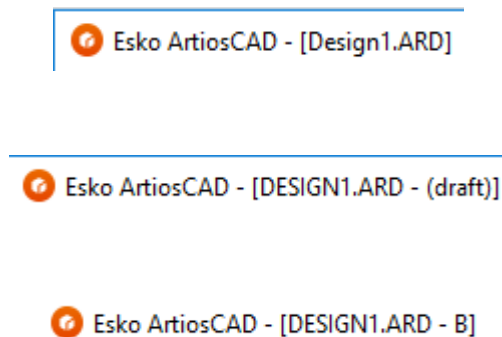 Esko ArtiosCAD - [Design1.ARD]
Esko ArtiosCAD - [DESIGN1.ARD - (draft)]
Esko ArtiosCAD - [DESIGN1.ARD - B]